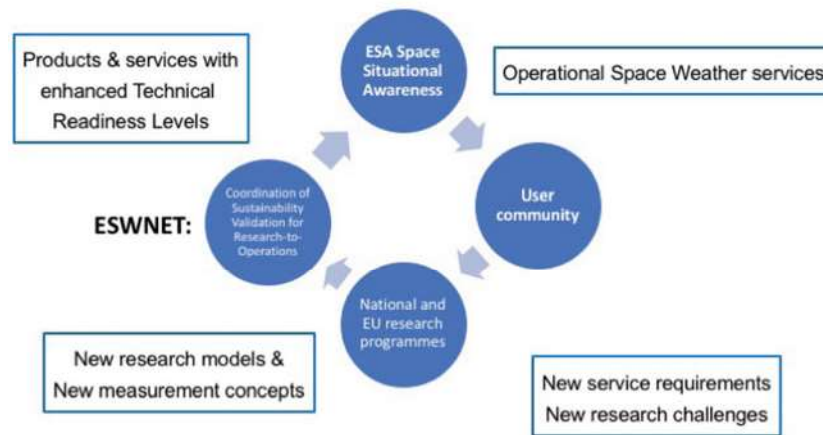 Products & services with
enhanced Technical
Readiness Levels
ESA Space
Situational
Awareness
Operational Space Weather services
User
community
ESWNET:
Coordination of
Sustainability
Validation for
Research-to-
Operations
National and
EU research
programmes
New research models &
New measurement concepts
New service requirements
New research challenges